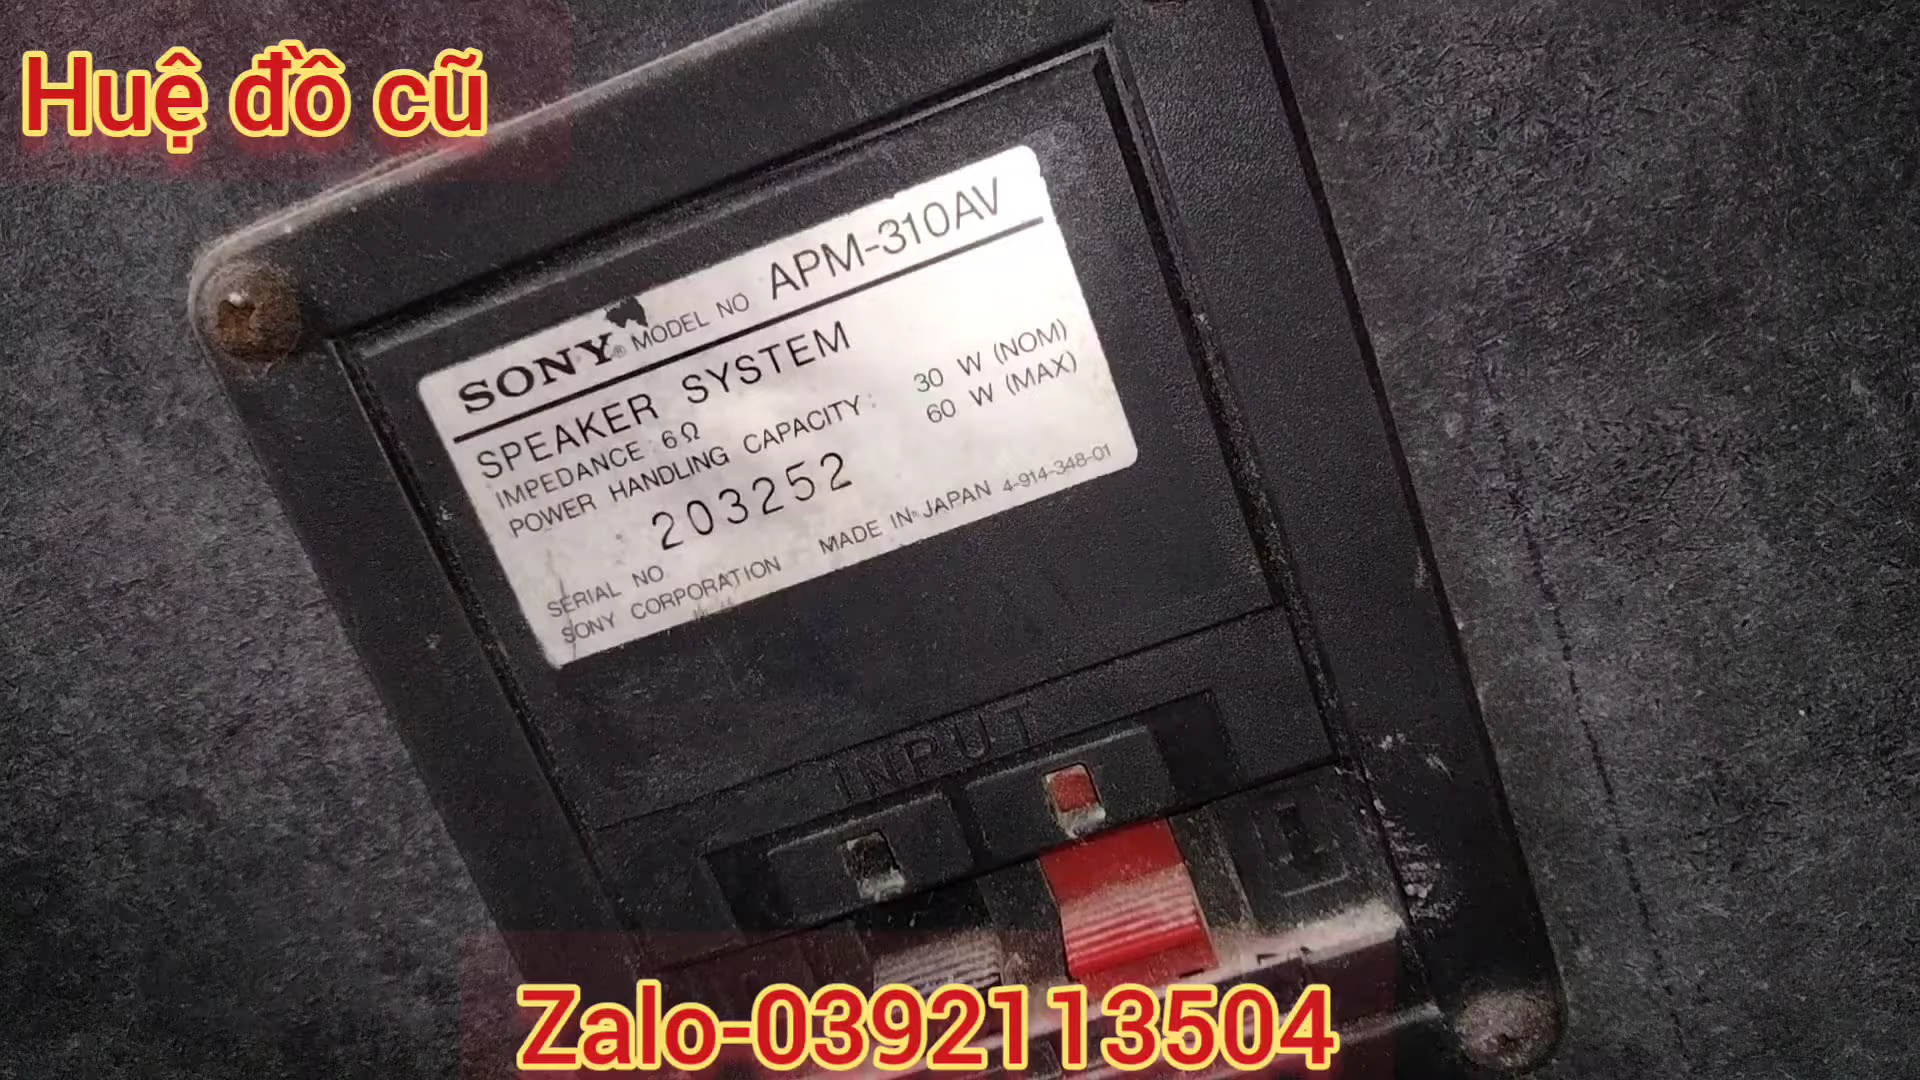 Huệ đồ cũ
SONY® MODEL NO APM-310AV
SPEAKER SYSTEM
IMPEDANCE 6Ω
POWER HANDLING CAPACITY: 30 W (NOM)
60 W (MAX)
203252
SERIAL NO
SONY CORPORATION MADE IN JAPAN 4-914-348-01
INPUT
Zalo-0392113504